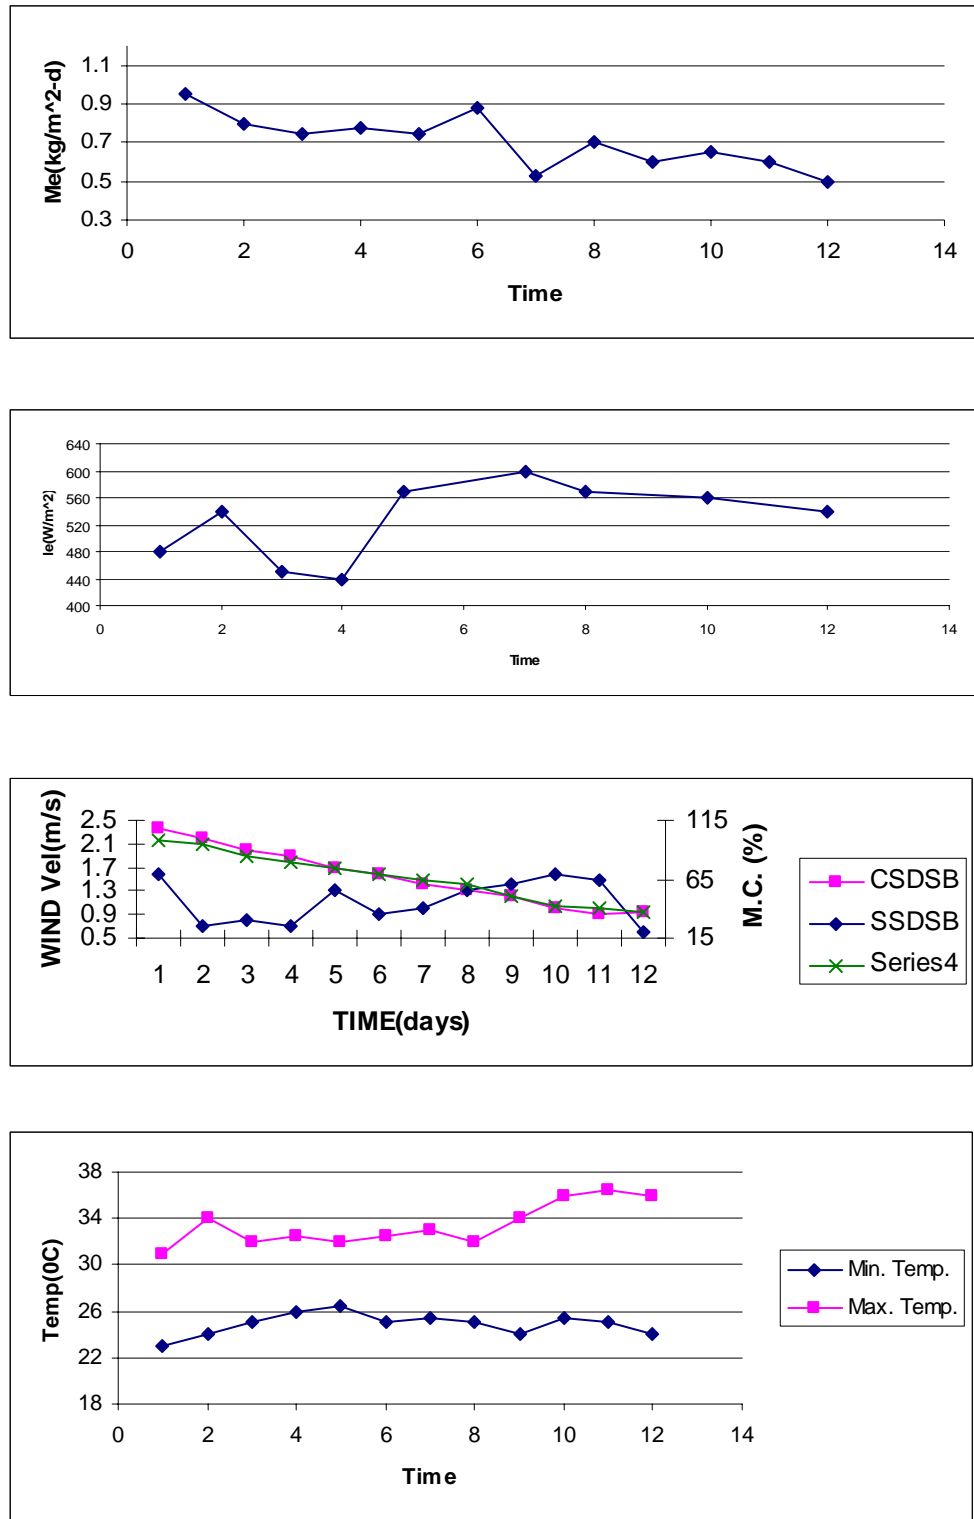 Me(kg/m^2-d)
1.1
0.9
0.7
0.5
0.3
0 2 4 6 8 10 12 14
Time
Ie(W/m^2]
640
600
560
520
480
440
400
0 2 4 6 8 10 12 14
Time
WIND Vel(m/s)
2.5
2.1
1.7
1.3
0.9
0.5
115
65
15
M.C. (%)
1 2 3 4 5 6 7 8 9 10 11 12
TIME(days)
CSDSB
SSDSB
Series4
Temp(0C)
38
34
30
26
22
18
0 2 4 6 8 10 12 14
Time
Min. Temp.
Max. Temp.